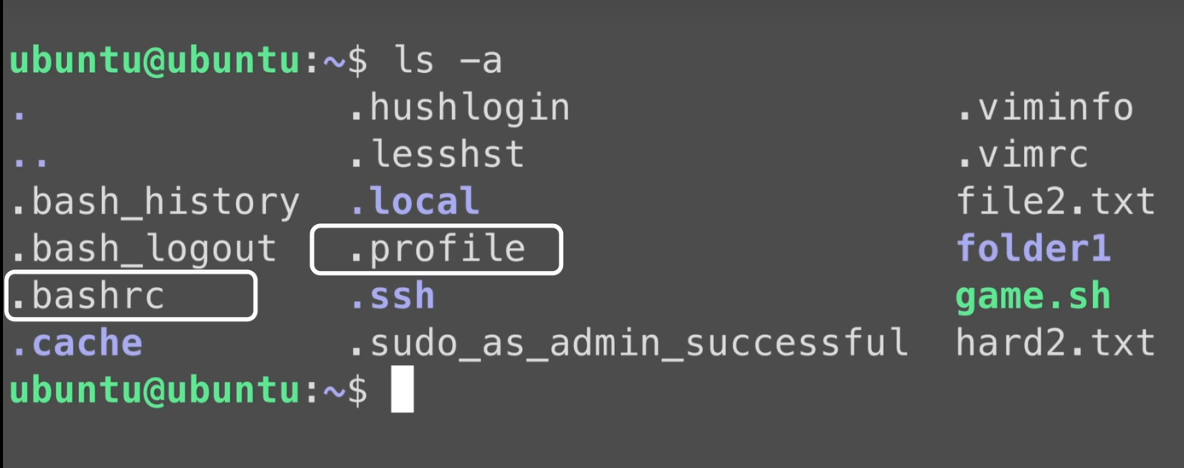 ubuntu@ubuntu:~$ ls -a
. .hushlogin .viminfo
.. .lesshst .vimrc
.bash_history .local file2.txt
.bash_logout .profile folder1
.bashrc .ssh game.sh
.cache .sudo_as_admin_successful hard2.txt
ubuntu@ubuntu:~$